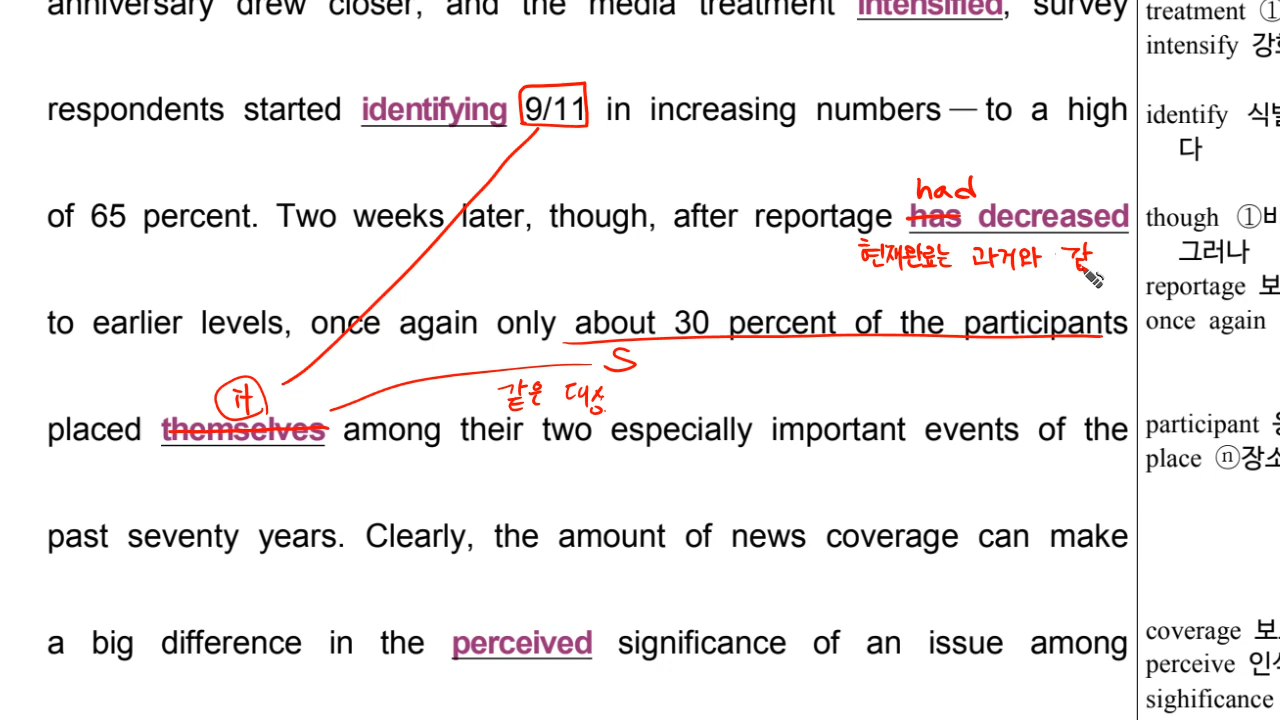 anniversary drew closer, and the media treatment intensified, survey
treatment ①
intensify 강화
respondents started identifying 9/11 in increasing numbers — to a high
identify 식별
다
had
of 65 percent. Two weeks later, though, after reportage has decreased
though ①비
그러나
현재완료는 과거와 같
reportage 보
to earlier levels, once again only about 30 percent of the participants
once again
S
it
같은 대상
placed themselves among their two especially important events of the
participant
place ⓝ장소
past seventy years. Clearly, the amount of news coverage can make
a big difference in the perceived significance of an issue among
coverage 보
perceive 인식
sighificance